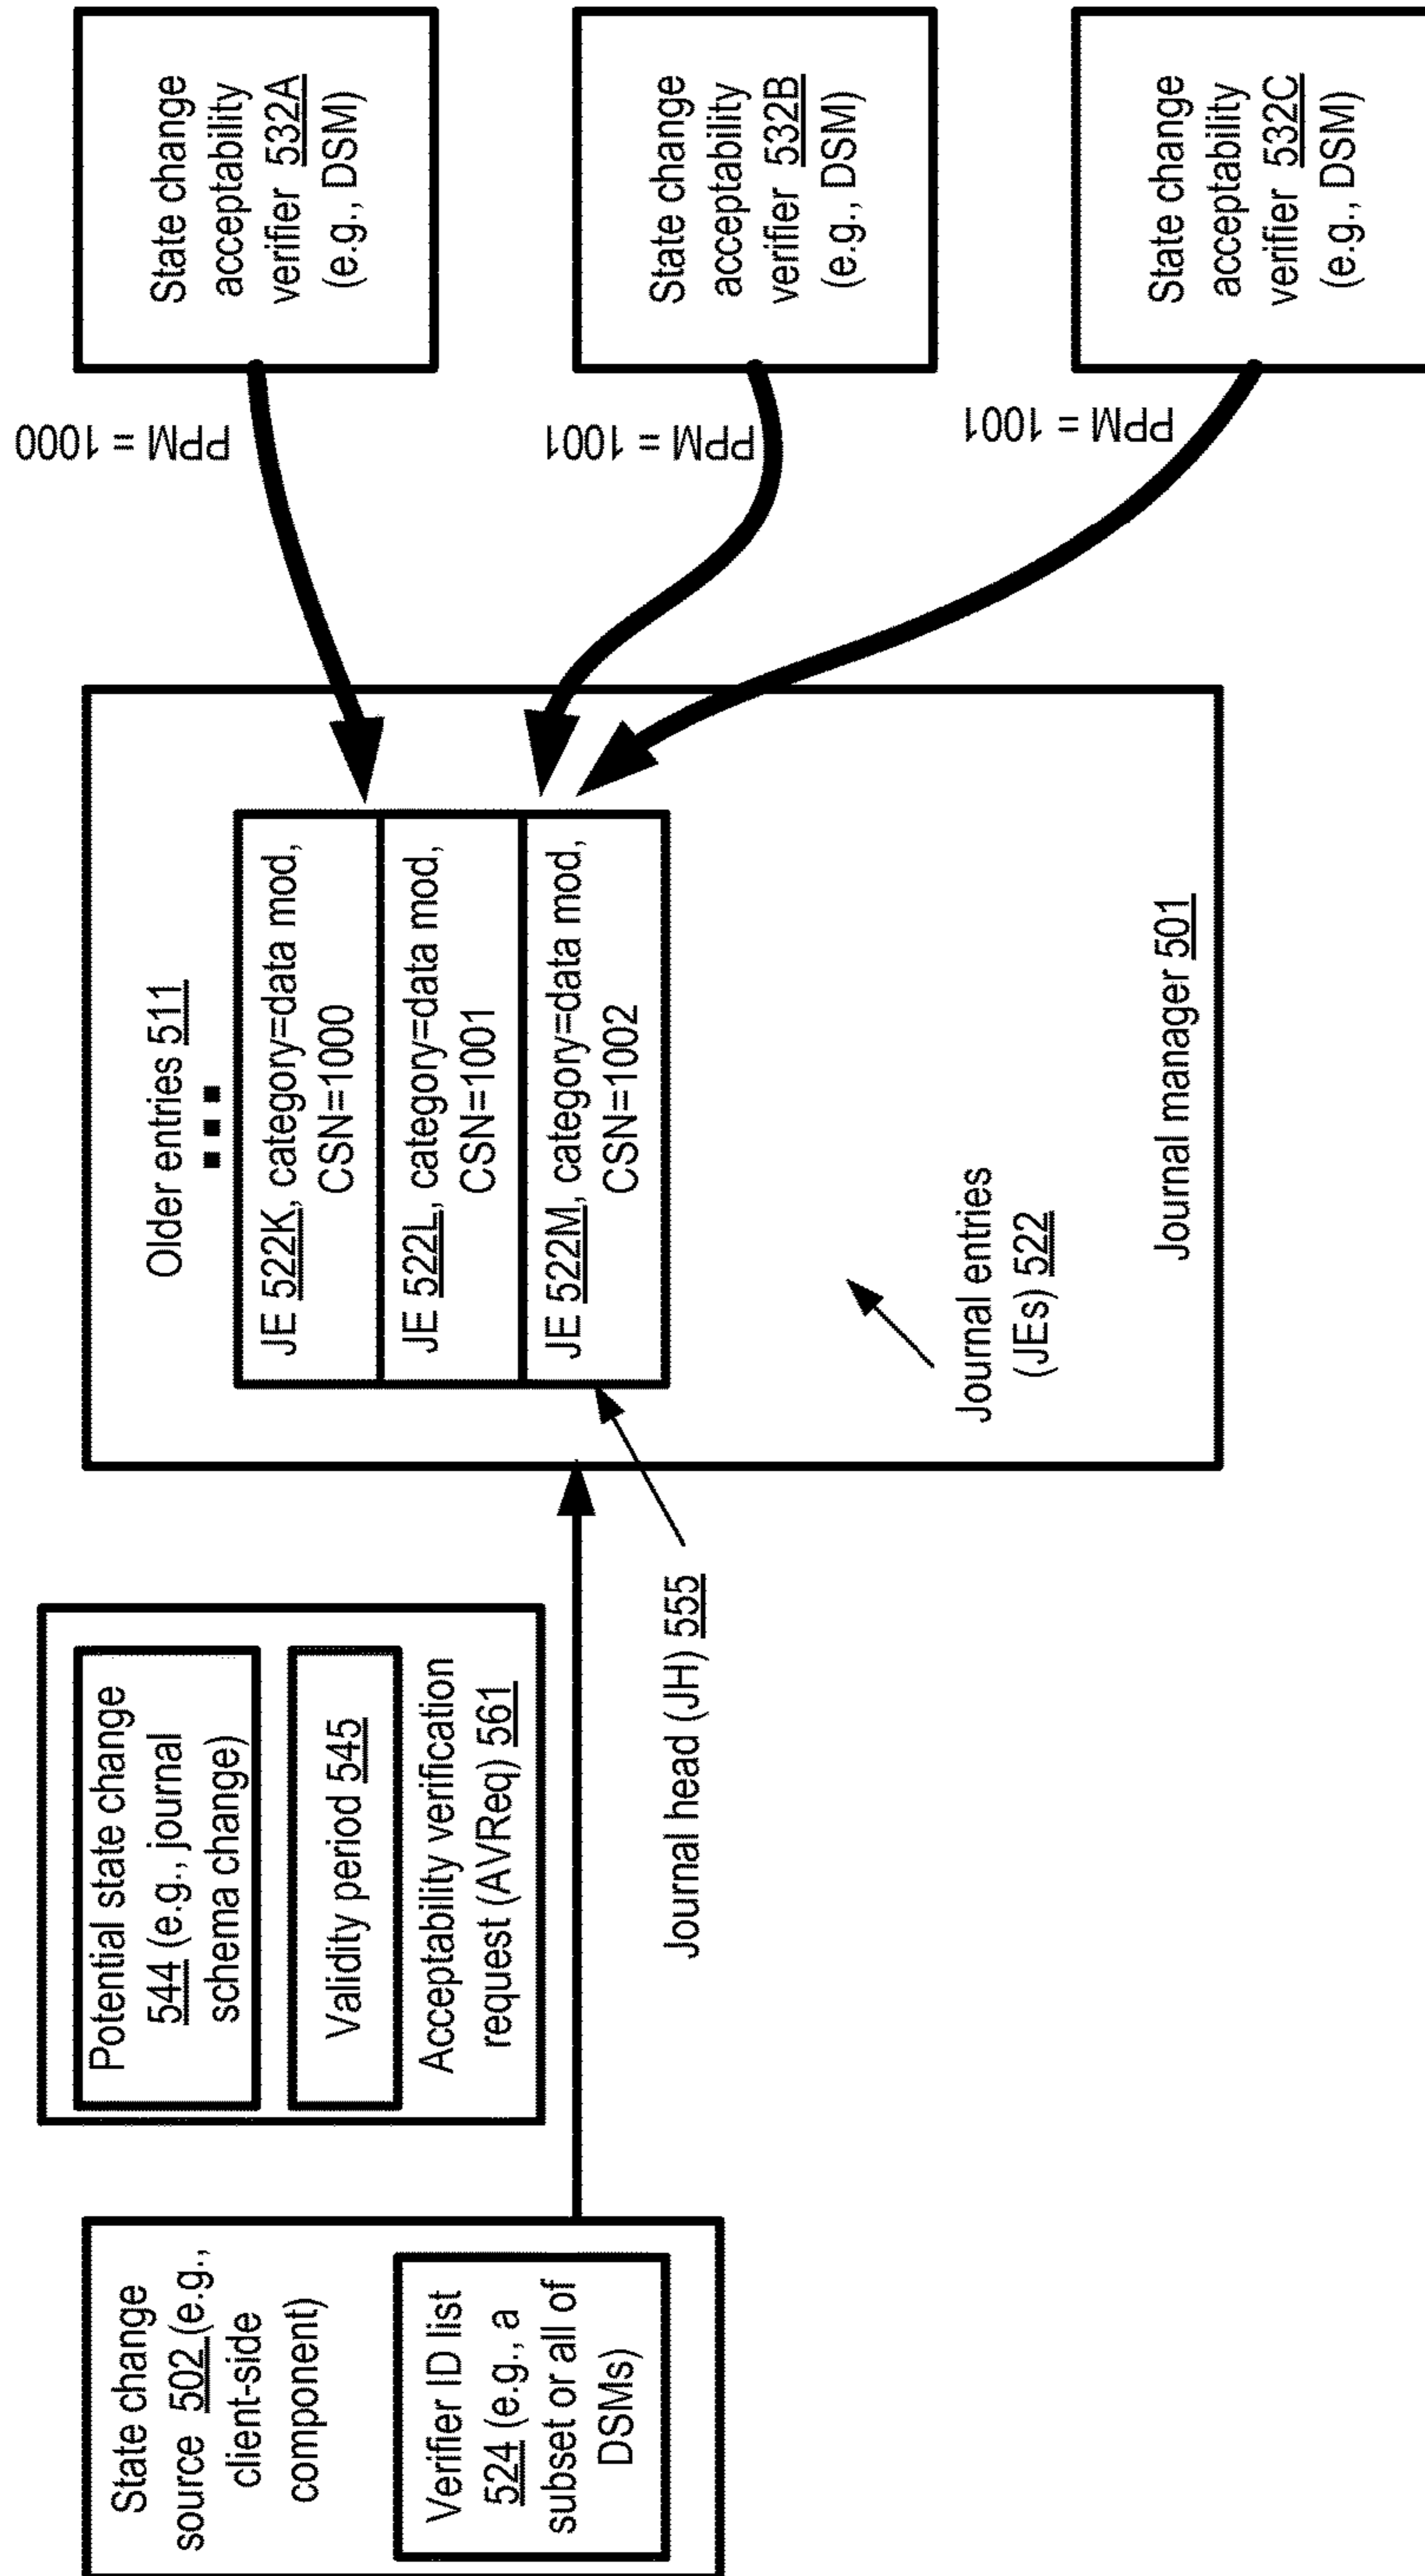 State change
source 502 (e.g.,
client-side
component)
Verifier ID list
524 (e.g., a
subset or all of
DSMs)
Potential state change
544 (e.g., journal
schema change)
Validity period 545
Acceptability verification
request (AVReq) 561
Journal head (JH) 555
Older entries 511
JE 522K, category=data mod,
CSN=1000
JE 522L, category=data mod,
CSN=1001
JE 522M, category=data mod,
CSN=1002
Journal entries
(JEs) 522
Journal manager 501
PPM = 1000
PPM = 1001
PPM = 1001
State change
acceptability
verifier 532A
(e.g., DSM)
State change
acceptability
verifier 532B
(e.g., DSM)
State change
acceptability
verifier 532C
(e.g., DSM)